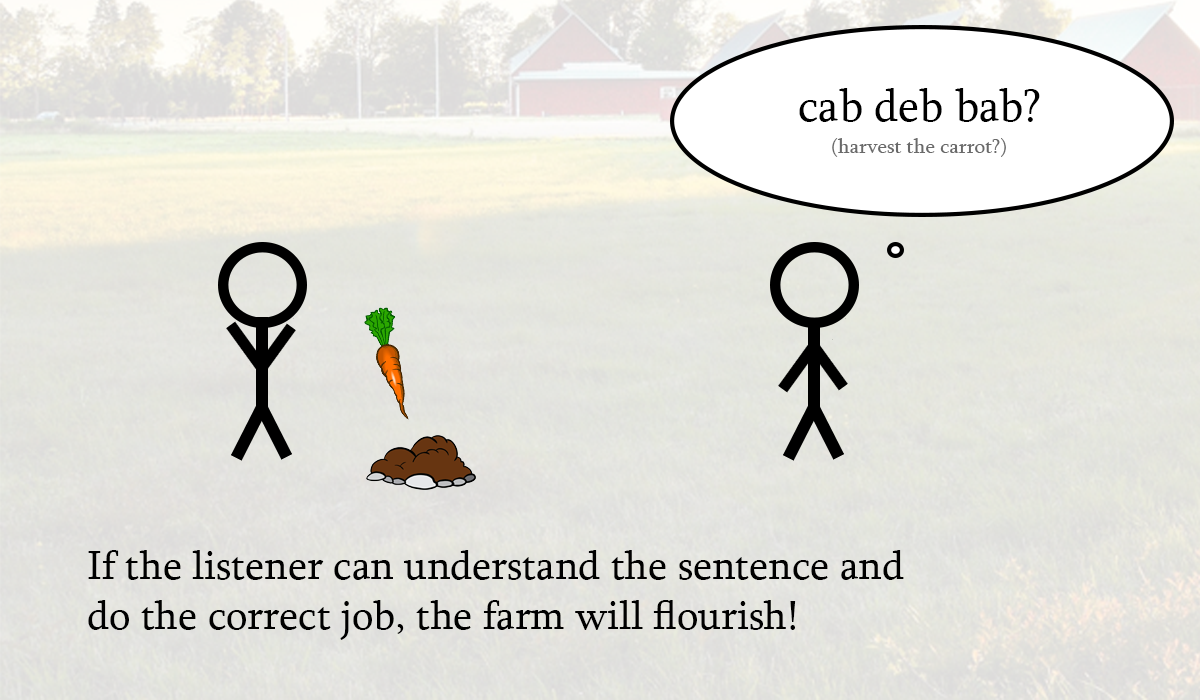 cab deb bab?
(harvest the carrot?)
If the listener can understand the sentence and
do the correct job, the farm will flourish!